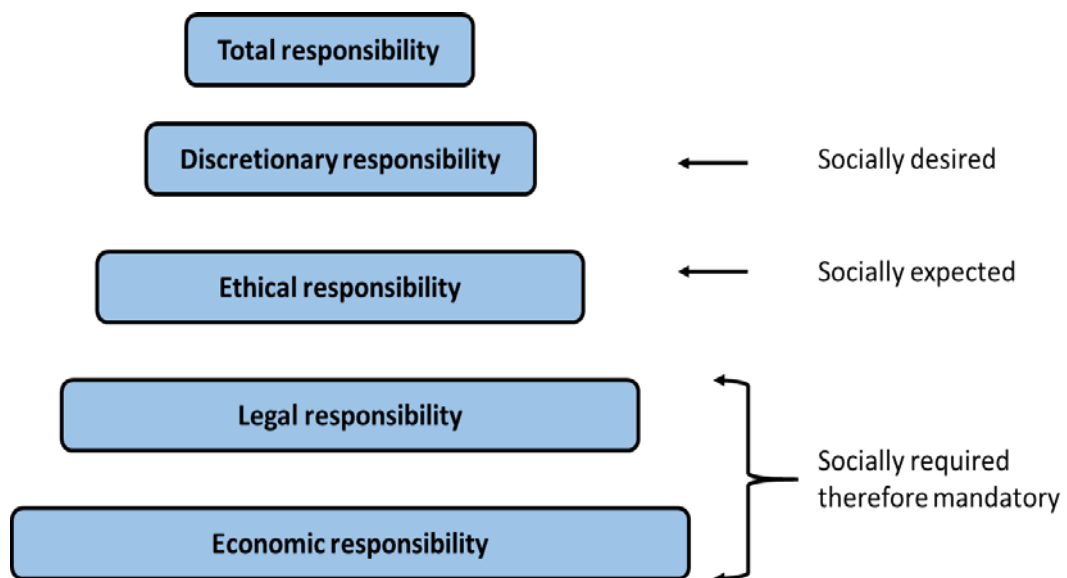 Total responsibility
Discretionary responsibility
Socially desired
Ethical responsibility
Socially expected
Legal responsibility
Socially required
therefore mandatory
Economic responsibility